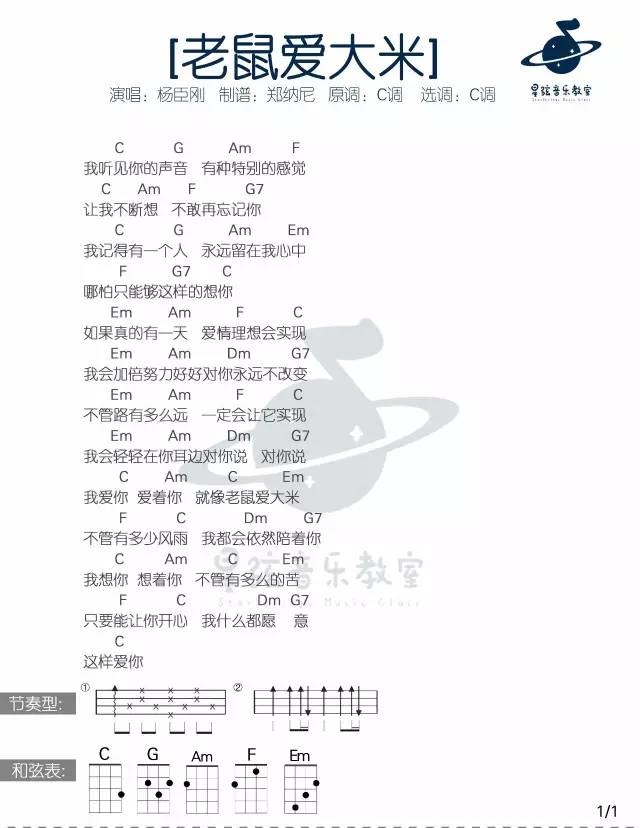 [老鼠爱大米]
演唱：杨臣刚 制谱：郑纳尼 原调：C调 选调：C调
星弦音乐教室
C G Am F
我听见你的声音 有种特别的感觉
C Am F G7
让我不断想 不敢再忘记你
C G Am Em
我记得有一个人 永远留在我心中
F G7 C
哪怕只能够这样的想你
Em Am F C
如果真的有一天 爱情理想会实现
Em Am Dm G7
我会加倍努力好好对你永远不改变
Em Am F C
不管路有多么远 一定会让它实现
Em Am Dm G7
我会轻轻在你耳边对你说 对你说
C Am C Em
我爱你 爱着你 就像老鼠爱大米
F C Dm G7
不管有多少风雨 我都会依然陪着你
C Am C Em
我想你 想着你 不管有多么的苦
F C Dm G7
只要能让你开心 我什么都愿 意
C
这样爱你
星弦音乐教室
节奏型: ① ②
和弦表: C G Am F Em
1/1